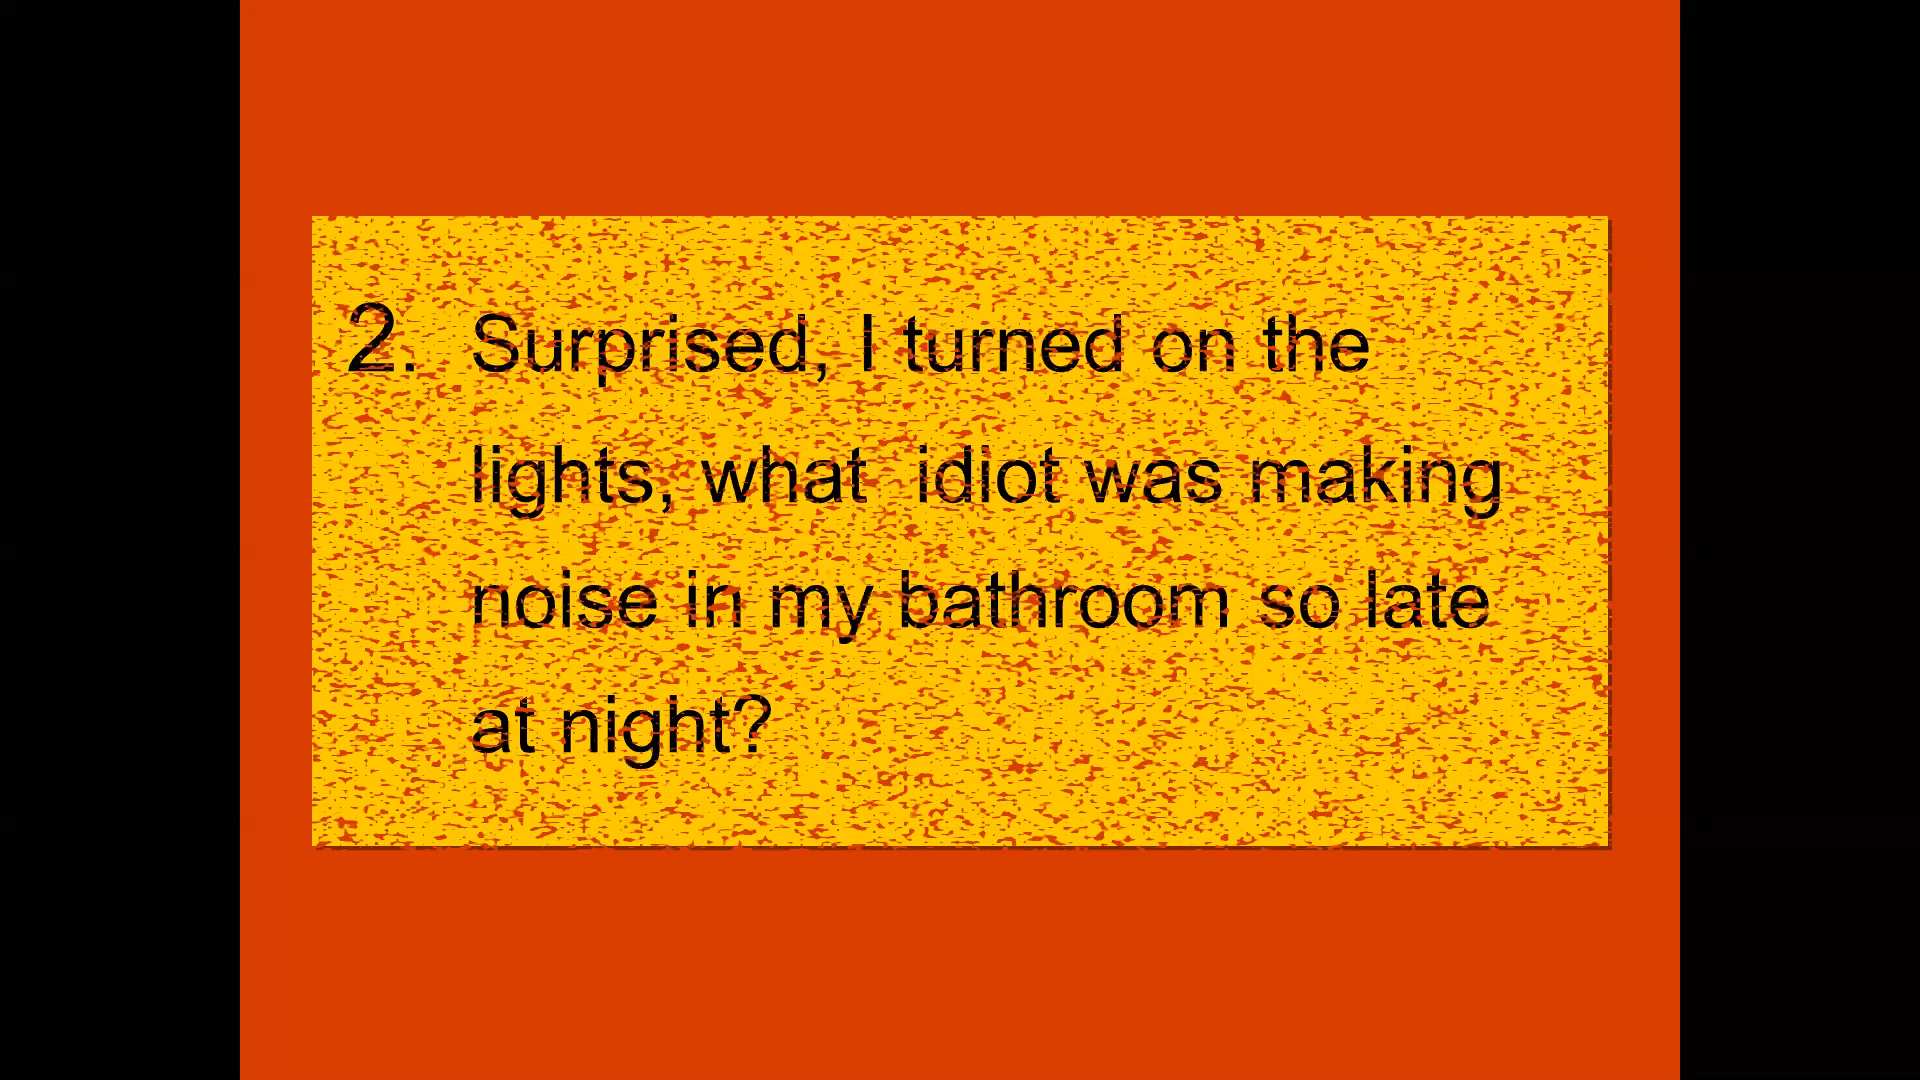 2. Surprised, I turned on the
lights, what  idiot was making
noise in my bathroom so late
at night?